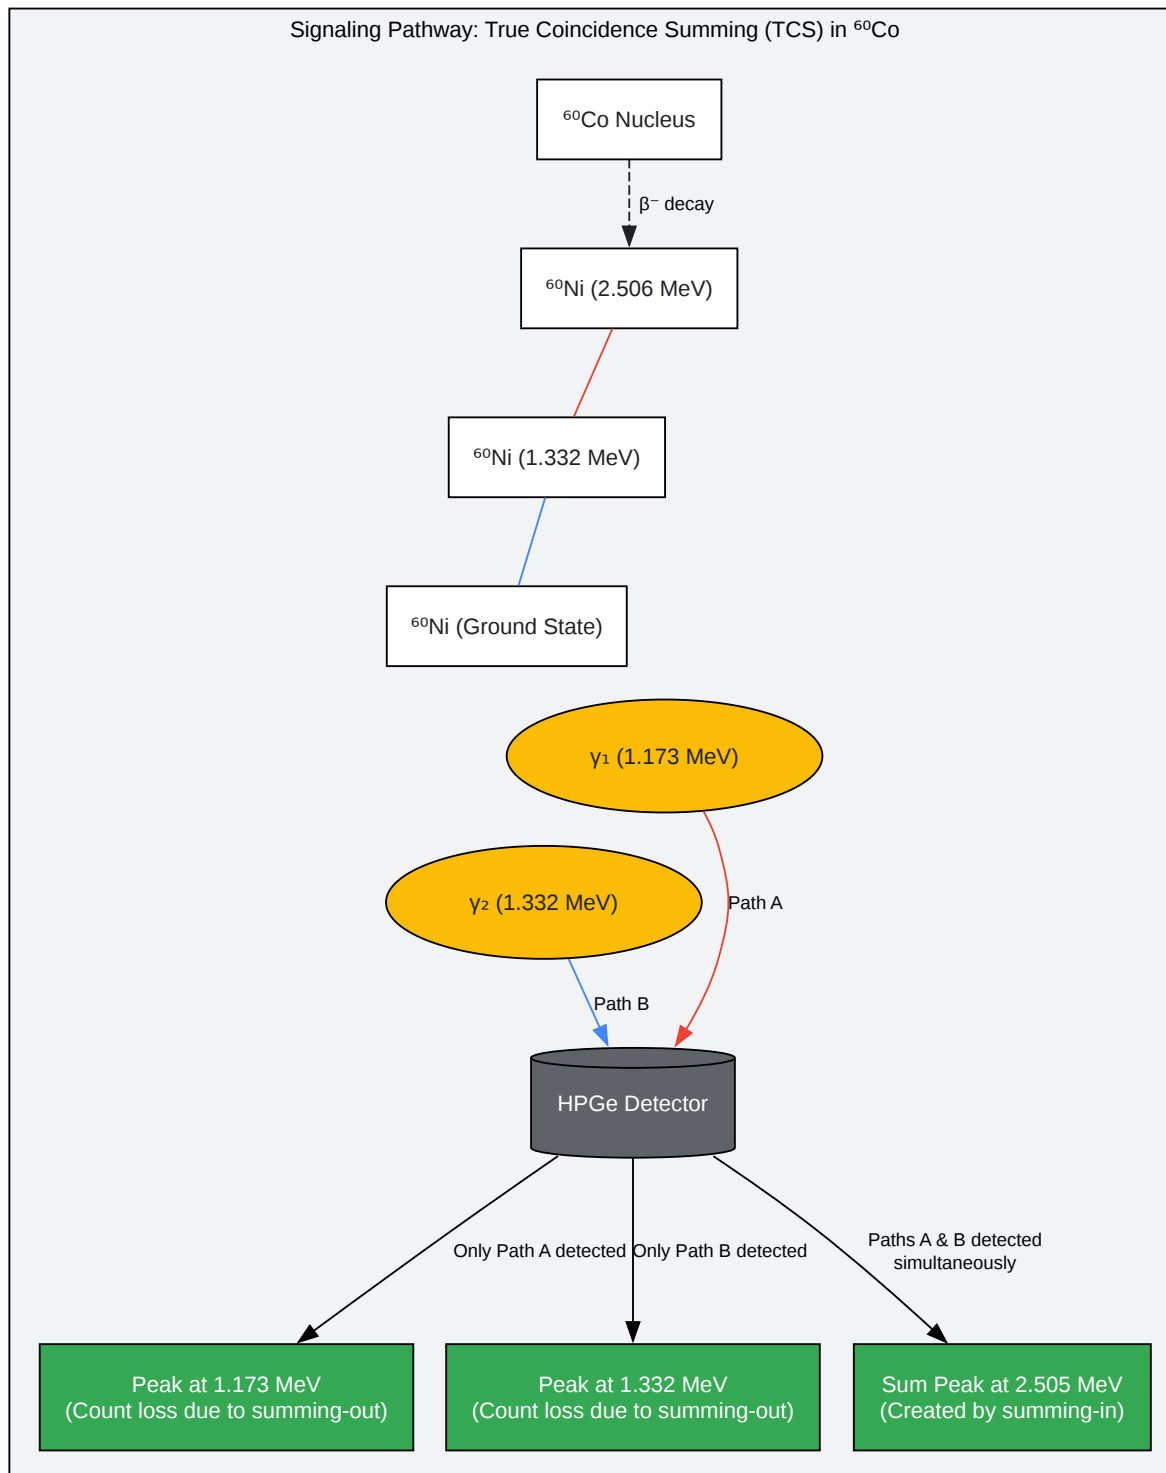 Signaling Pathway: True Coincidence Summing (TCS) in ⁶⁰Co
⁶⁰Co Nucleus
β⁻ decay
⁶⁰Ni (2.506 MeV)
⁶⁰Ni (1.332 MeV)
⁶⁰Ni (Ground State)
γ₁ (1.173 MeV)
γ₂ (1.332 MeV)
Path A
Path B
HPGe Detector
Only Path A detected
Only Path B detected
Paths A & B detected
simultaneously
Peak at 1.173 MeV
(Count loss due to summing-out)
Peak at 1.332 MeV
(Count loss due to summing-out)
Sum Peak at 2.505 MeV
(Created by summing-in)